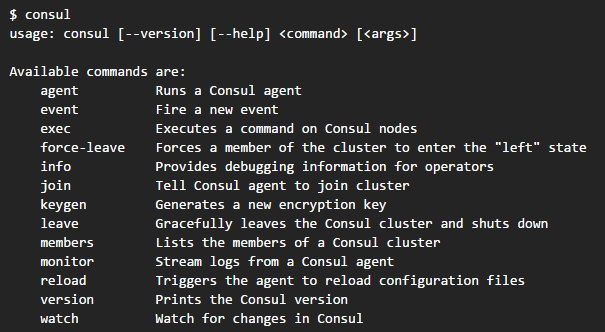 $ consul
usage: consul [--version] [--help] <command> [<args>]
Available commands are:
agent Runs a Consul agent
event Fire a new event
exec Executes a command on Consul nodes
force-leave Forces a member of the cluster to enter the "left" state
info Provides debugging information for operators
join Tell Consul agent to join cluster
keygen Generates a new encryption key
leave Gracefully leaves the Consul cluster and shuts down
members Lists the members of a Consul cluster
monitor Stream logs from a Consul agent
reload Triggers the agent to reload configuration files
version Prints the Consul version
watch Watch for changes in Consul